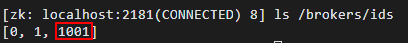 [zk: localhost:2181(CONNECTED) 8] ls /brokers/ids
[0, 1, 1001]